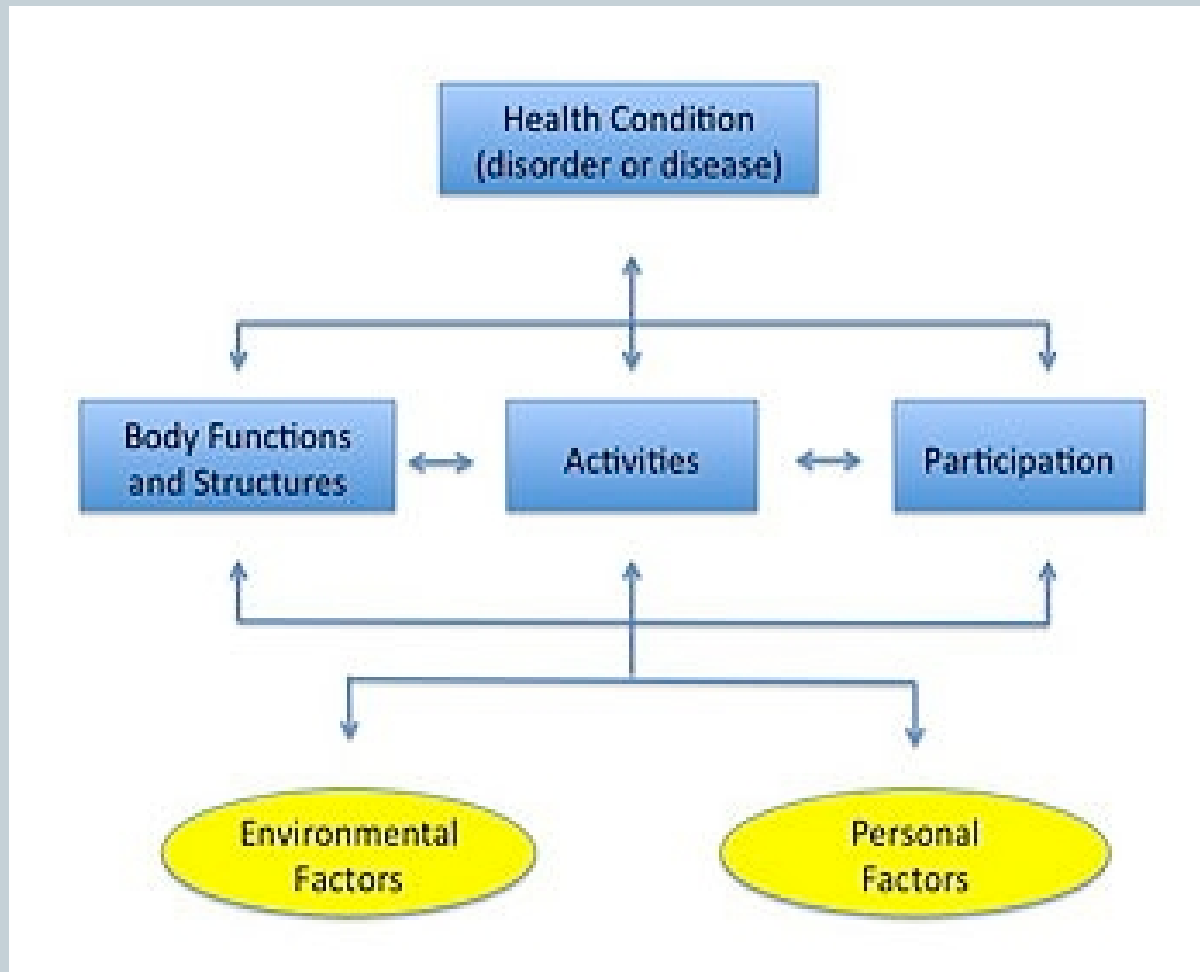 Health Condition
(disorder or disease)
Body Functions
and Structures
Activities
Participation
Environmental
Factors
Personal
Factors